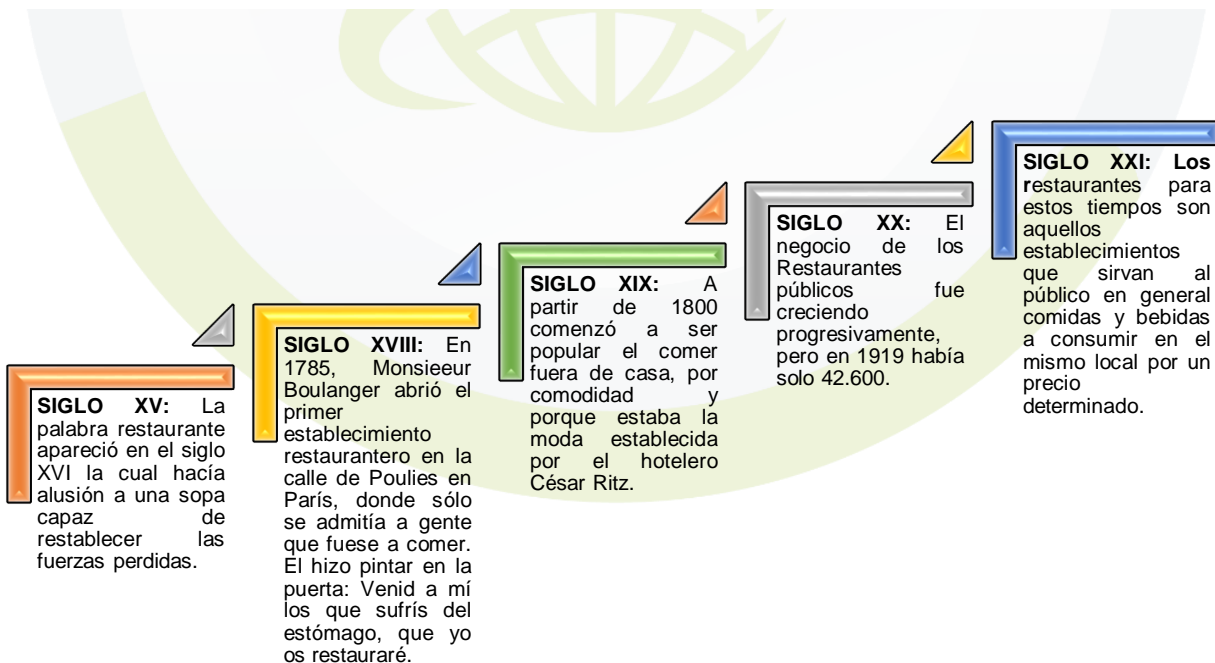 SIGLO XV: La
palabra restaurante
apareció en el siglo
XVI la cual hacía
alusión a una sopa
capaz de
restablecer las
fuerzas perdidas.
SIGLO XVIII: En
1785, Monsieeur
Boulanger abrió el
primer
establecimiento
restaurantero en la
calle de Poulies en
París, donde sólo
se admitía a gente
que fuese a comer.
El hizo pintar en la
puerta: Venid a mí
los que sufrís del
estómago, que yo
os restauraré.
SIGLO XIX: A
partir de 1800
comenzó a ser
popular el comer
fuera de casa, por
comodidad y
porque estaba la
moda establecida
por el hotelero
César Ritz.
SIGLO XX: El
negocio de los
Restaurantes
públicos fue
creciendo
progresivamente,
pero en 1919 había
solo 42.600.
SIGLO XXI: Los
restaurantes para
estos tiempos son
aquellos
establecimientos
que sirvan al
público en general
comidas y bebidas
a consumir en el
mismo local por un
precio
determinado.